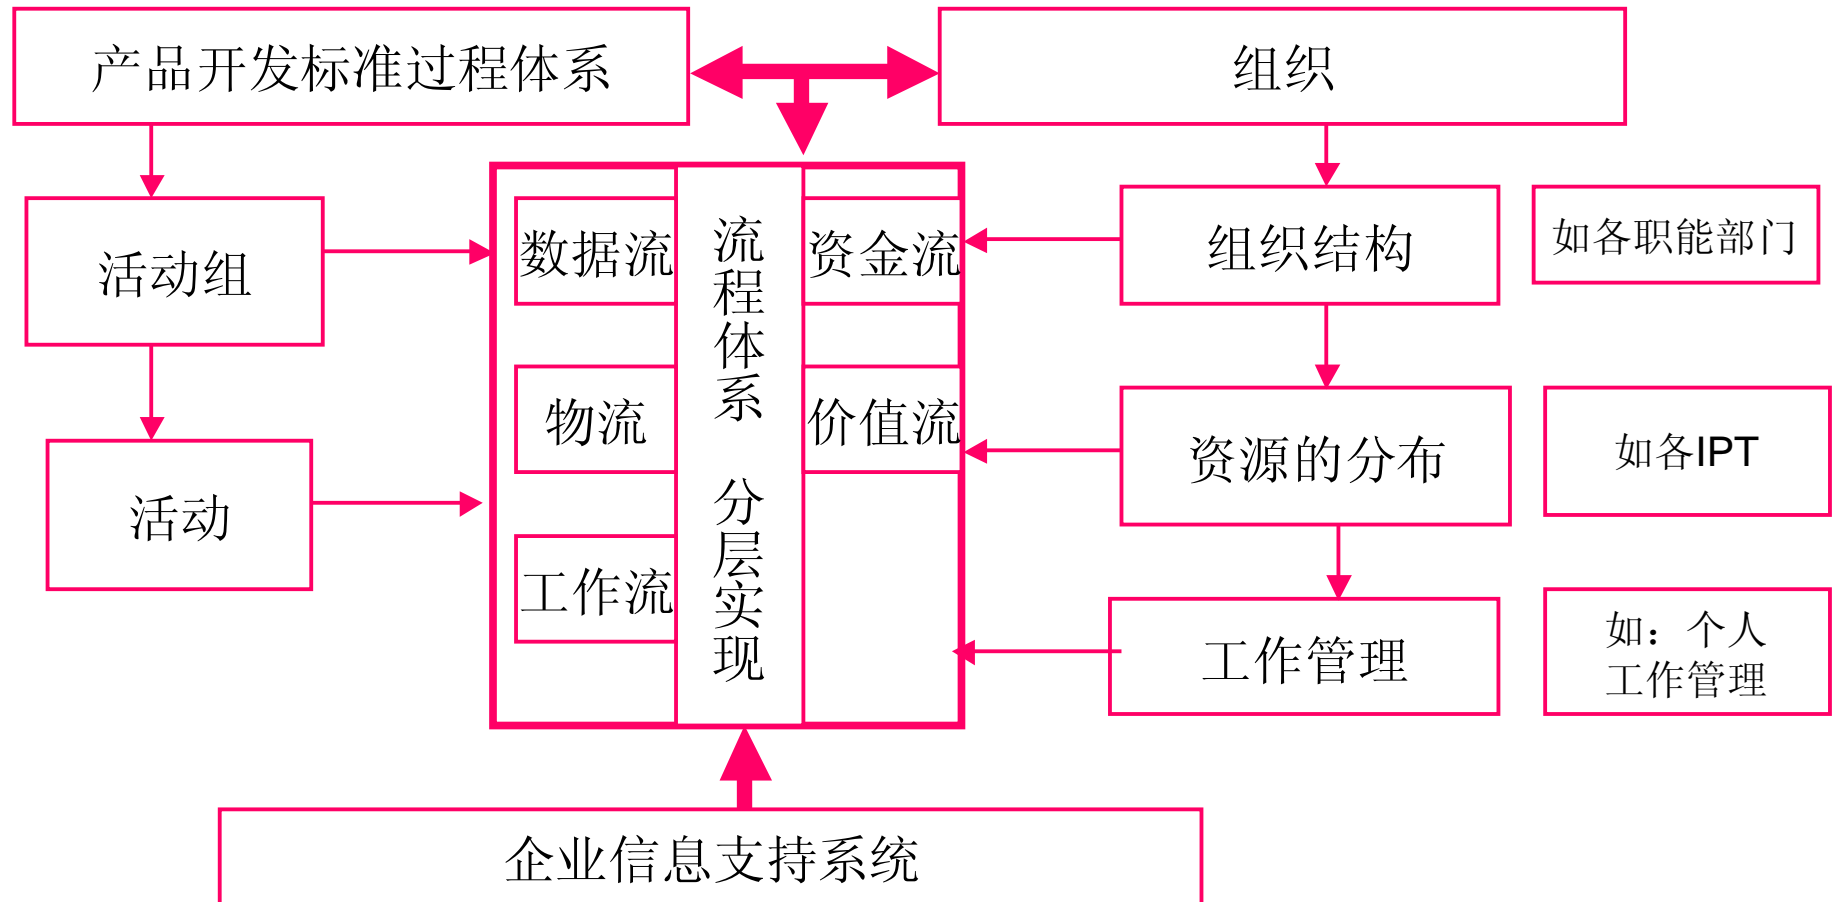 产品开发标准过程体系
组织
活动组
活动
数据流
物流
工作流
流程体系 分层实现
资金流
价值流
组织结构
资源的分布
工作管理
如各职能部门
如各IPT
如：个人
工作管理
企业信息支持系统